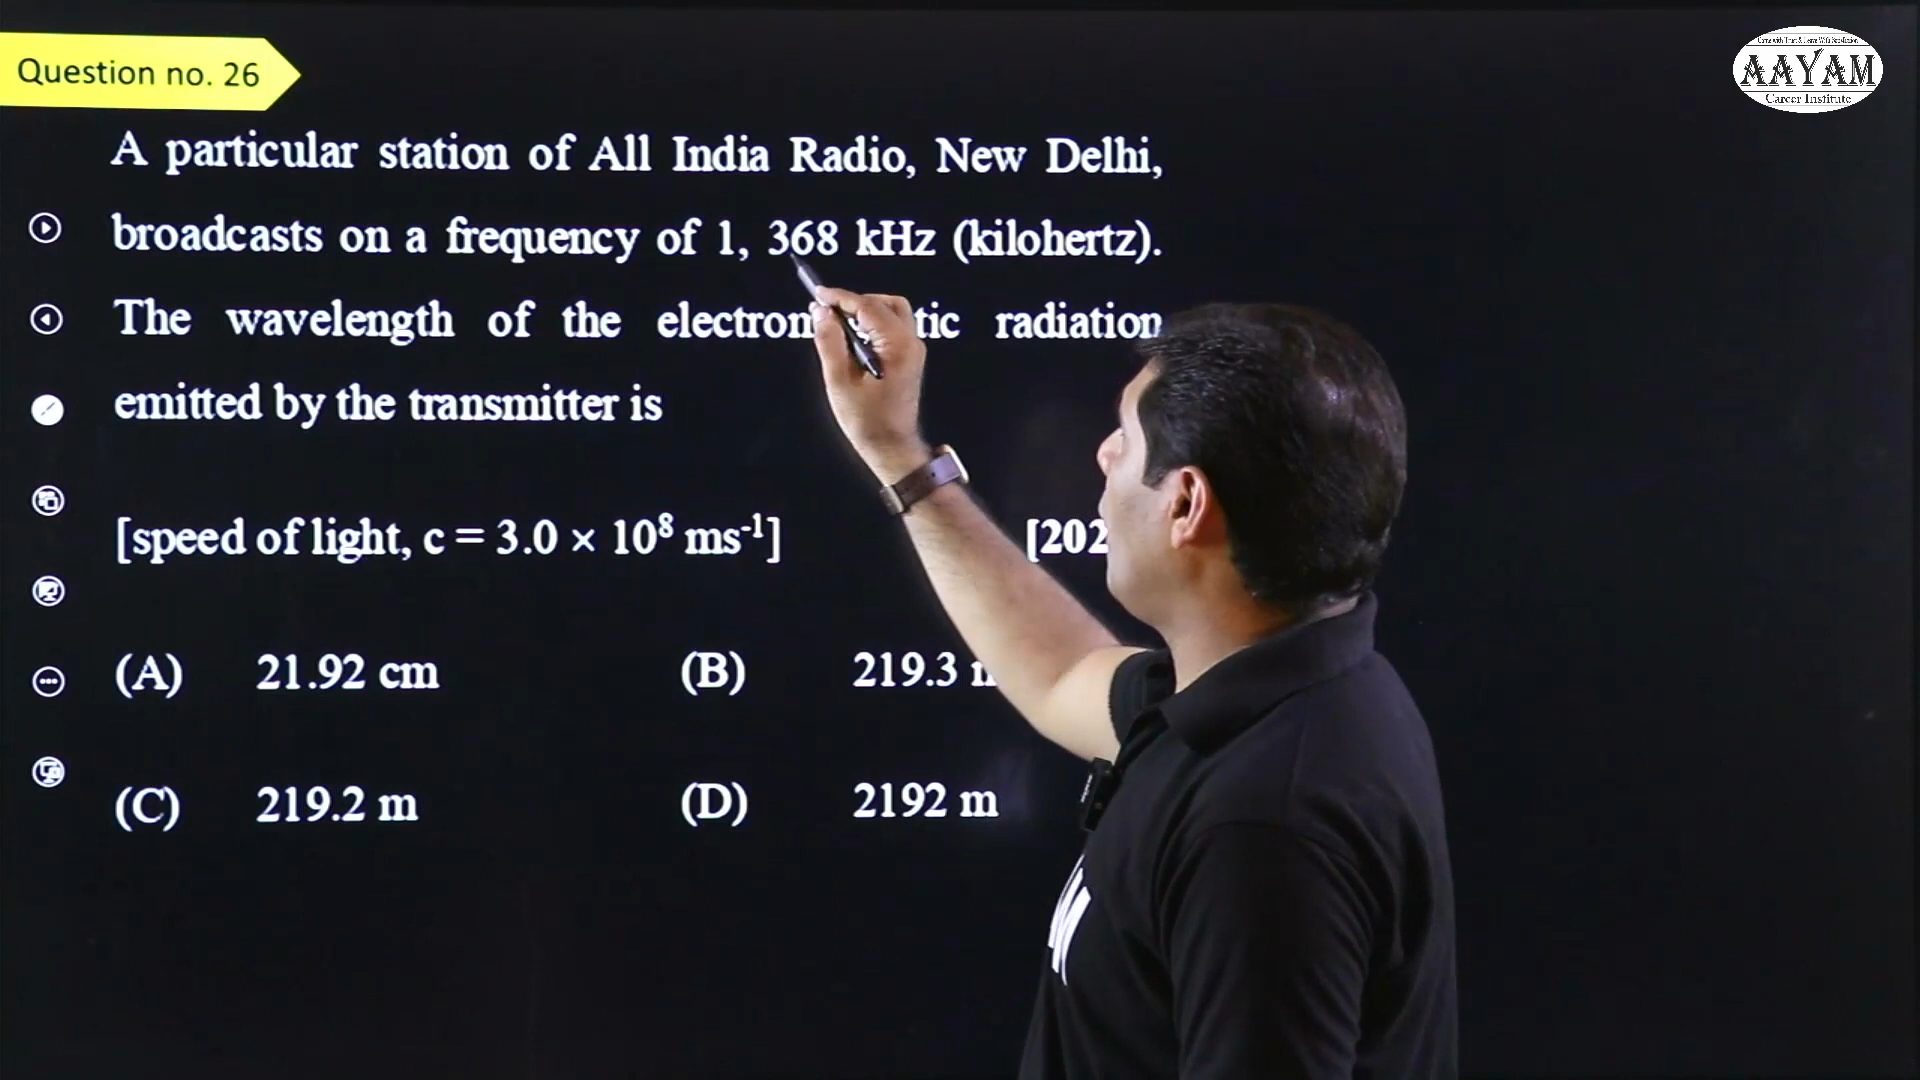 Question no. 26
AAYAM
Career Institute
A particular station of All India Radio, New Delhi,
broadcasts on a frequency of 1, 368 kHz (kilohertz).
The wavelength of the tic radiation
emitted by the transmitter is
[speed of light, c = 3.0 × 10⁸ ms⁻¹] [202
(A) 21.92 cm (B) 219.3
(C) 219.2 m (D) 2192 m